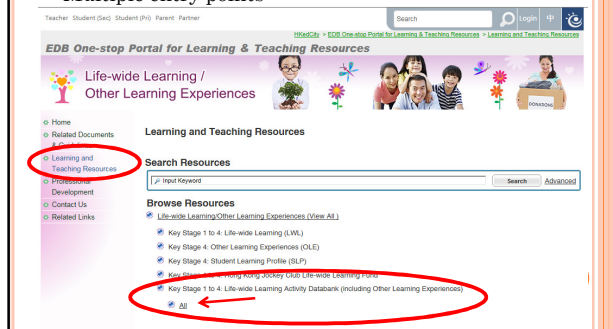 Multiple entry points
Teacher Student (Sec) Student (Pri) Parent Partner
Search
Login 中
HKedCity > EDB One-stop Portal for Learning & Teaching Resources > Learning and Teaching Resources
EDB One-stop Portal for Learning & Teaching Resources
Life-wide Learning /
Other Learning Experiences
DONATIONS
Home
Related Documents
Learning and
Teaching Resources
Professional
Development
Contact Us
Related Links
Learning and Teaching Resources
Search Resources
Input Keyword
Search Advanced
Browse Resources
Life-wide Learning/Other Learning Experiences (View All )
Key Stage 1 to 4: Life-wide Learning (LWL)
Key Stage 4: Other Learning Experiences (OLE)
Key Stage 4: Student Learning Profile (SLP)
Hong Kong Jockey Club Life-wide Learning Fund
Key Stage 1 to 4: Life-wide Learning Activity Databank (including Other Learning Experiences)
All